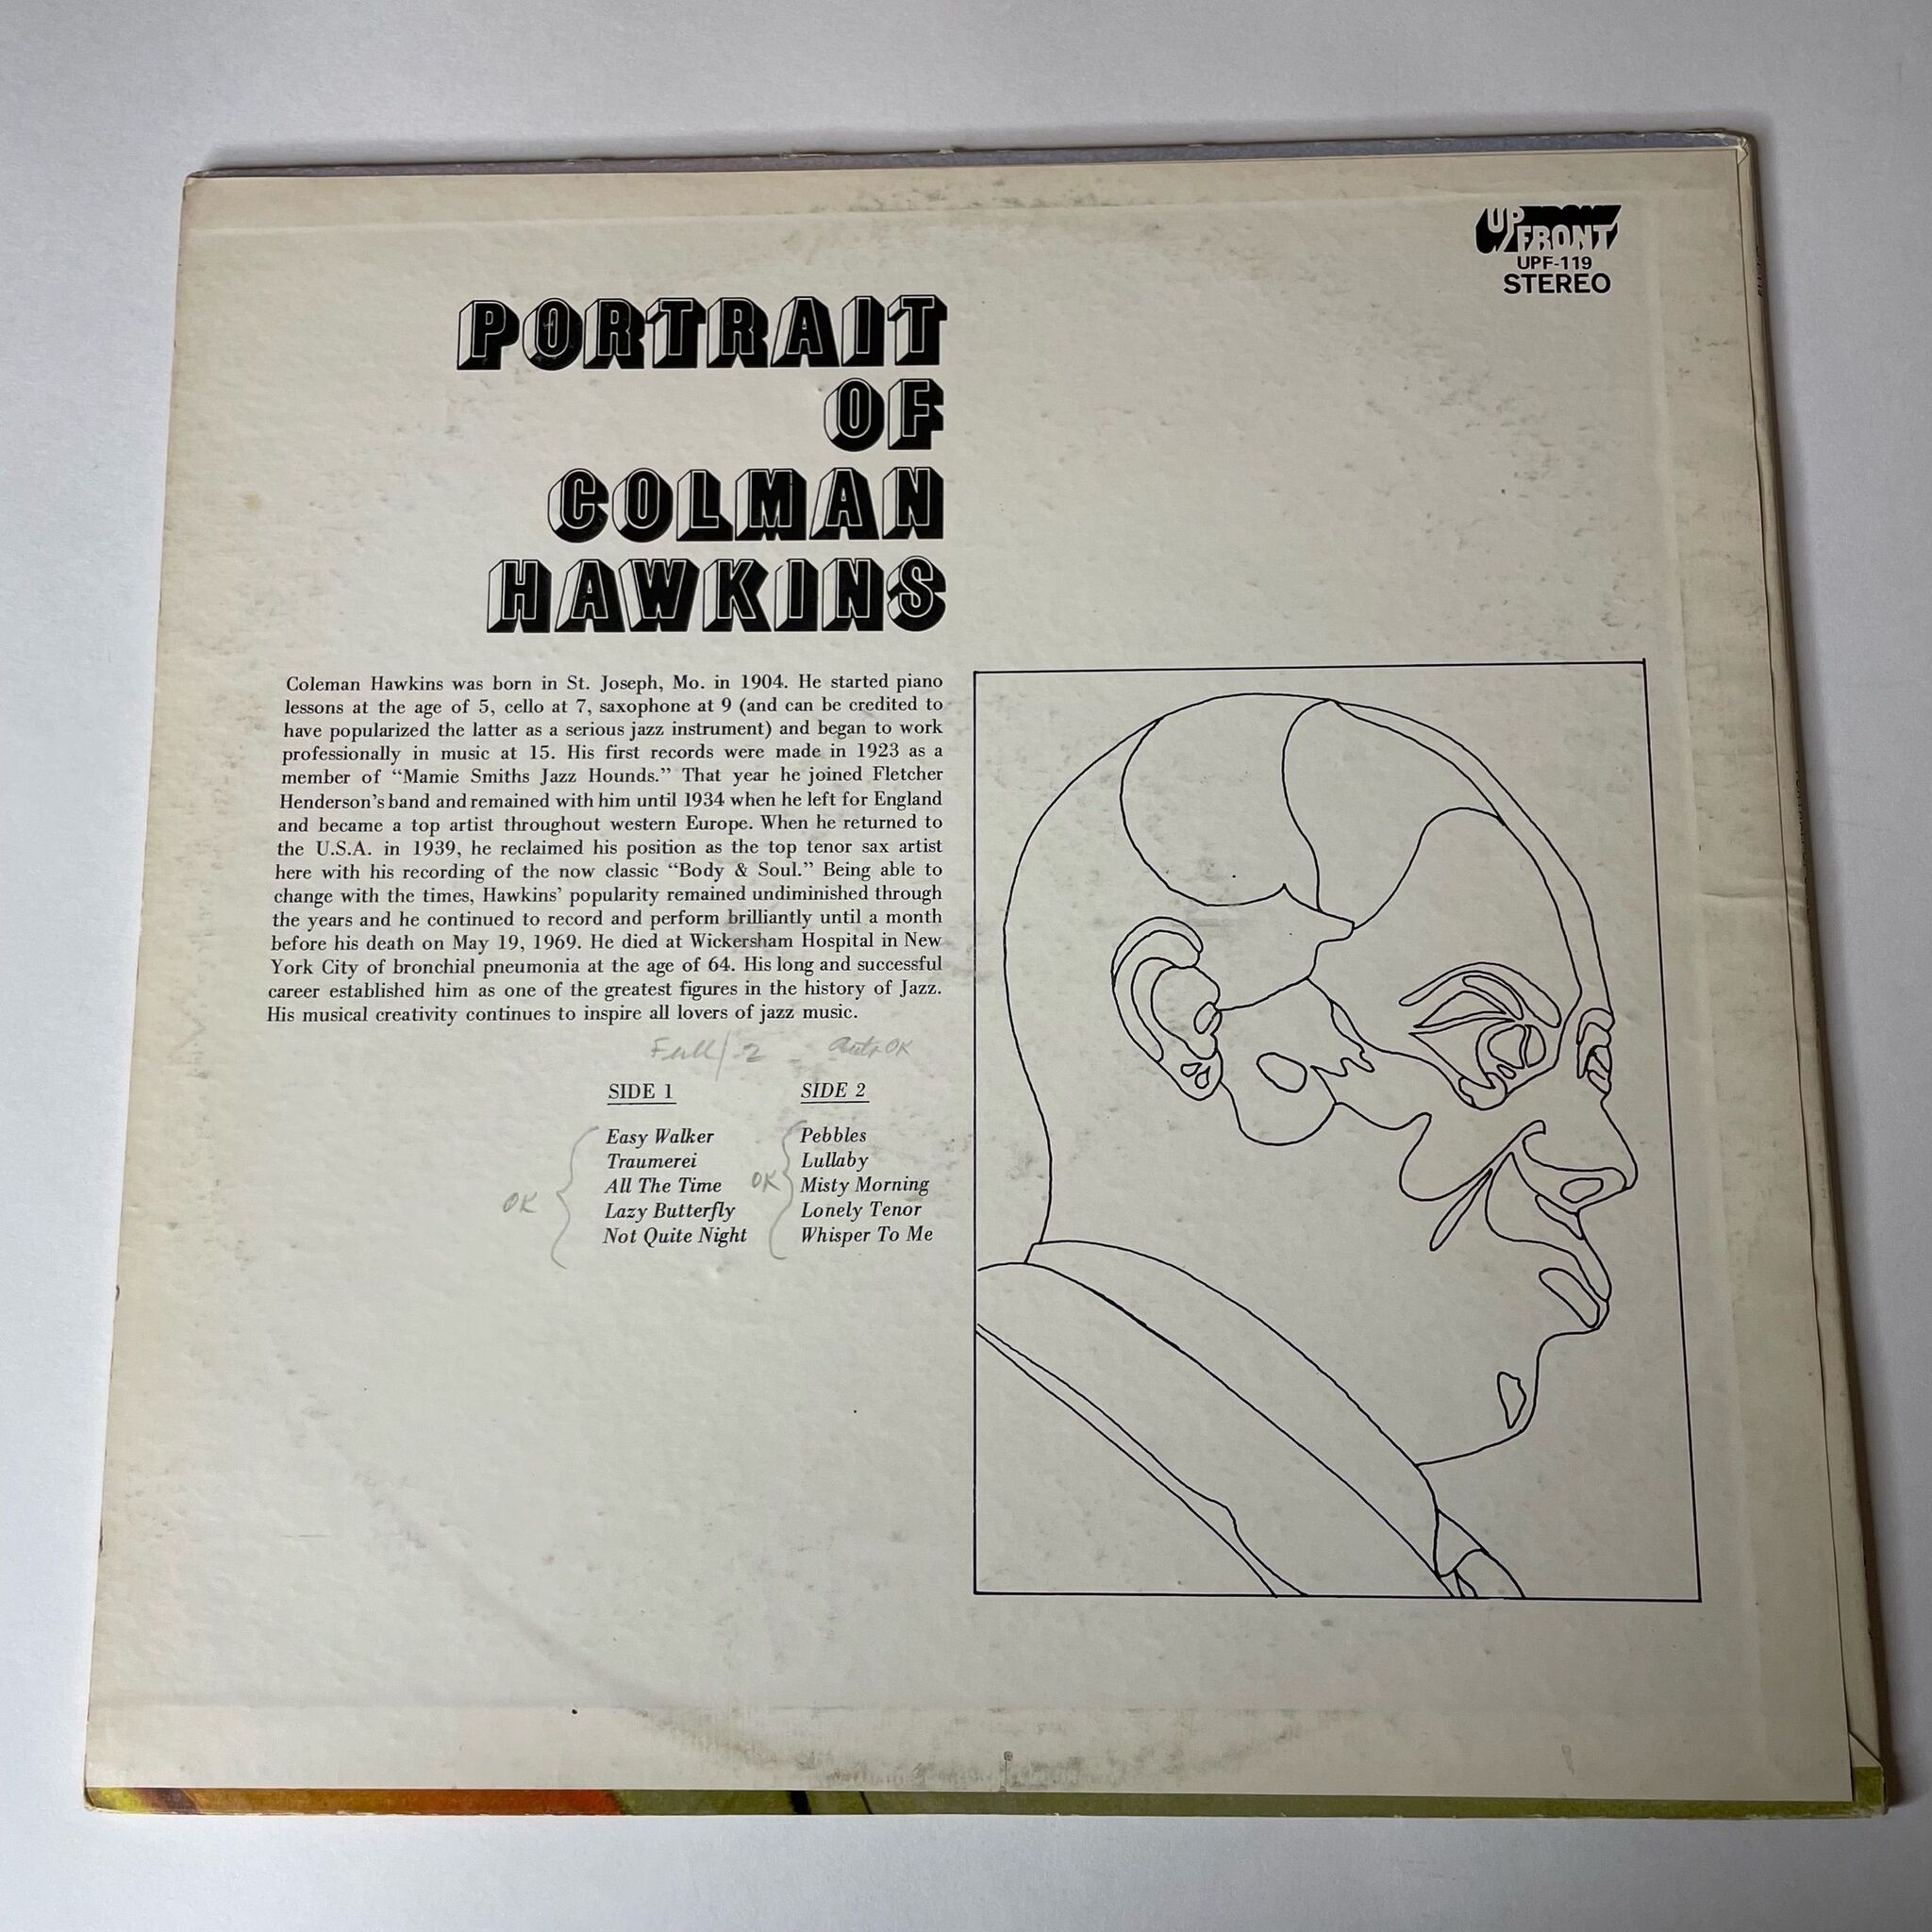 UP FRONT
UPF-119
STEREO
PORTRAIT
OF
COLMAN
HAWKINS
Coleman Hawkins was born in St. Joseph, Mo. in 1904. He started piano
lessons at the age of 5, cello at 7, saxophone at 9 (and can be credited to
have popularized the latter as a serious jazz instrument) and began to work
professionally in music at 15. His first records were made in 1923 as a
member of “Mamie Smiths Jazz Hounds.” That year he joined Fletcher
Henderson's band and remained with him until 1934 when he left for England
and became a top artist throughout western Europe. When he returned to
the U.S.A. in 1939, he reclaimed his position as the top tenor sax artist
here with his recording of the now classic “Body & Soul.” Being able to
change with the times, Hawkins' popularity remained undiminished through
the years and he continued to record and perform brilliantly until a month
before his death on May 19, 1969. He died at Wickersham Hospital in New
York City of bronchial pneumonia at the age of 64. His long and successful
career established him as one of the greatest figures in the history of Jazz.
His musical creativity continues to inspire all lovers of jazz music.
OK
SIDE 1
Easy Walker
Traumerei
All The Time
Lazy Butterfly
Not Quite Night
OK
SIDE 2
Pebbles
Lullaby
Misty Morning
Lonely Tenor
Whisper To Me
OK